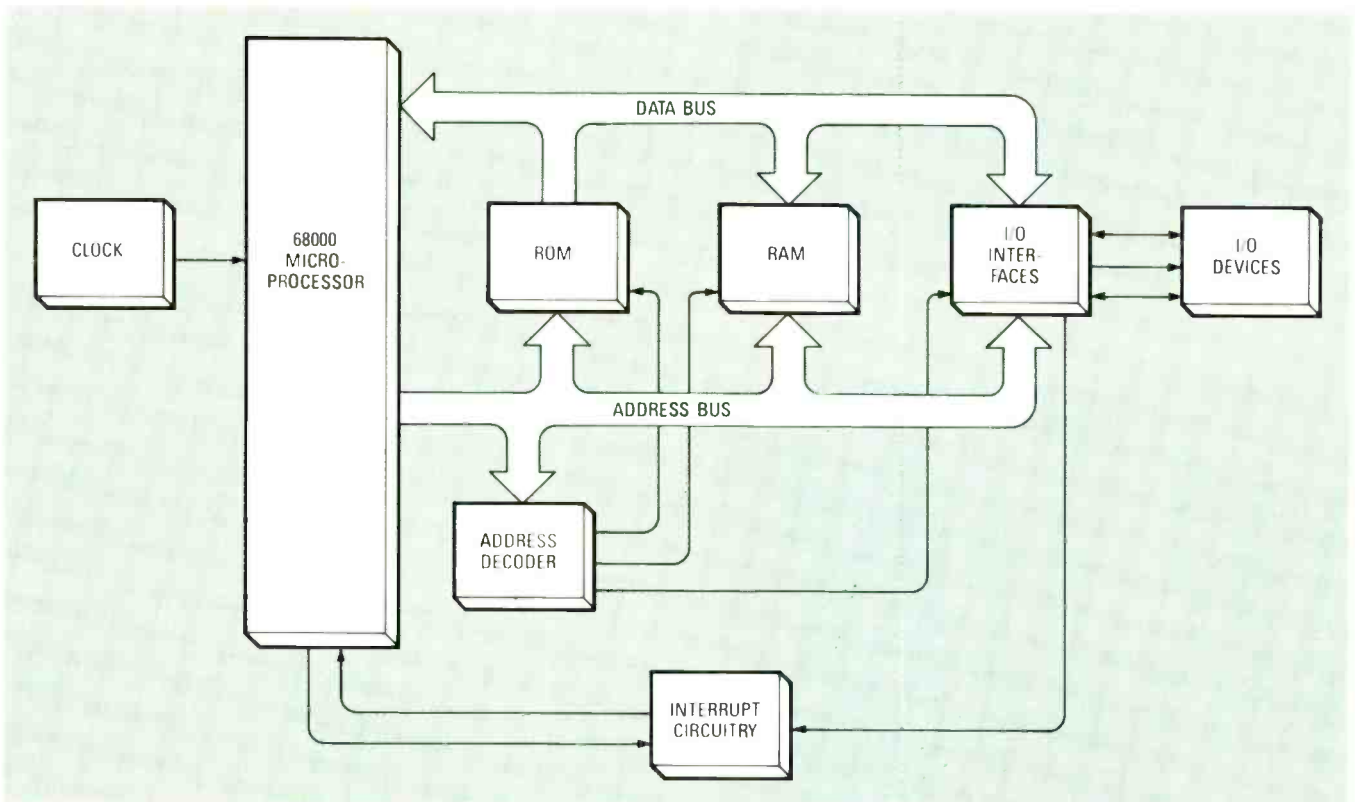 DATA BUS
CLOCK
68000
MICRO-
PROCESSOR
ROM
RAM
I/O
INTER-
FACES
I/O
DEVICES
ADDRESS BUS
ADDRESS
DECODER
INTERRUPT
CIRCUITRY